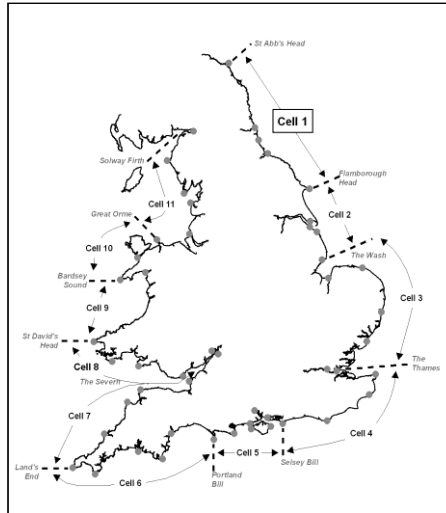 St Abb's Head
Cell 1
Solway Firth
Flamborough
Head
Cell 11
Great Orme
Cell 2
Cell 10
The Wash
Bardsey
Sound
Cell 3
Cell 9
St David's
Head
Cell 8
The Severn
The
Thames
Cell 7
Cell 4
Land's
End
Cell 6
Portland
Bill
Cell 5
Selsey Bill